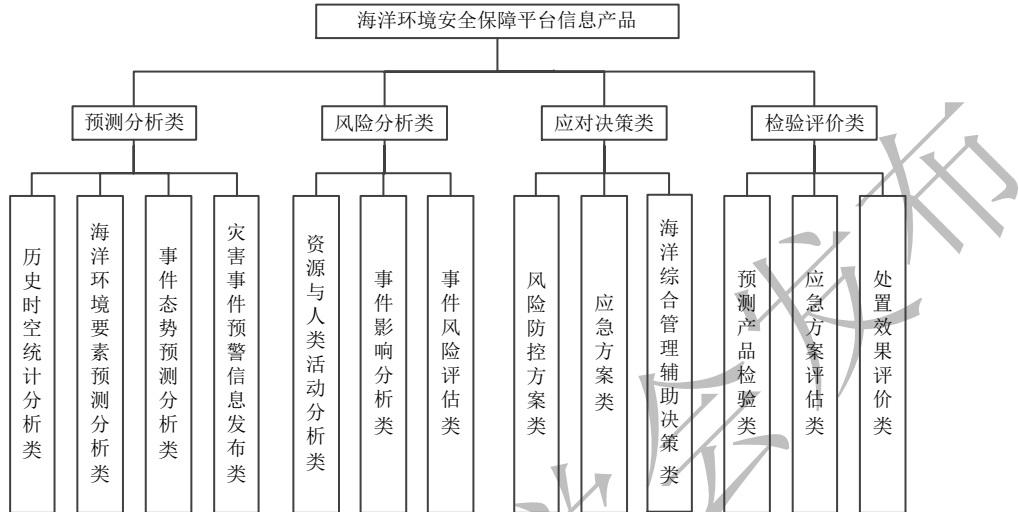 海洋环境安全保障平台信息产品
预测分析类
风险分析类
应对决策类
检验评价类
历史时空统计分析类
海洋环境要素预测分析类
事件态势预测分析类
灾害事件预警信息发布类
资源与人类活动分析类
事件影响分析类
事件风险评估类
风险防控方案类
应急方案类
海洋综合管理辅助决策类
预测产品检验类
应急方案评估类
处置效果评价类
会发布